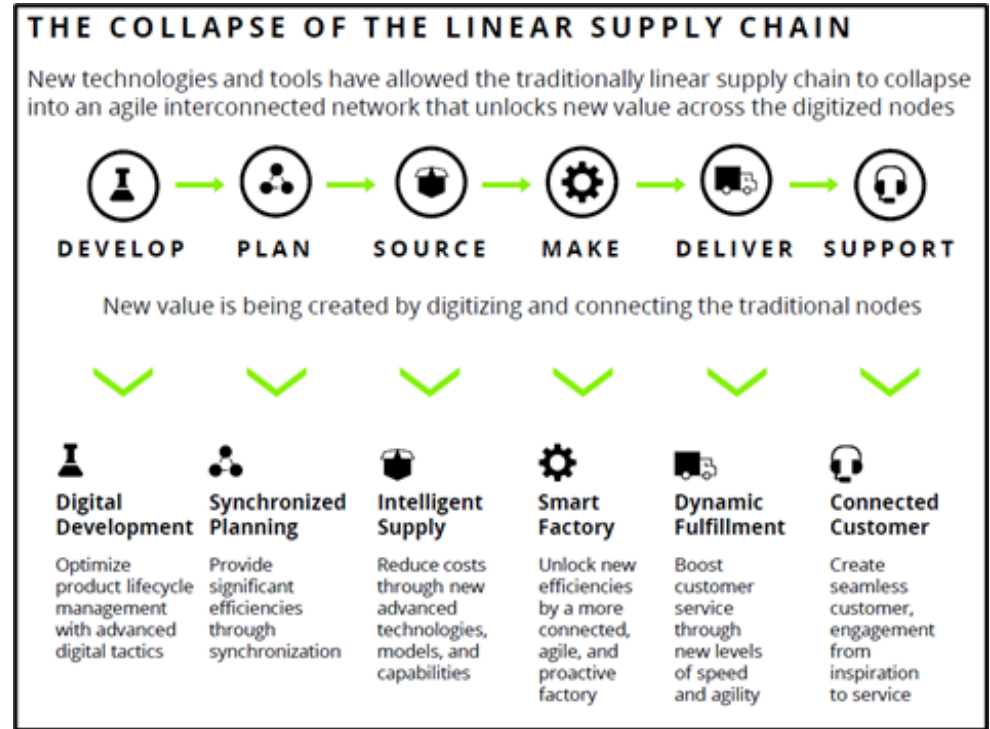 THE COLLAPSE OF THE LINEAR SUPPLY CHAIN
New technologies and tools have allowed the traditionally linear supply chain to collapse
into an agile interconnected network that unlocks new value across the digitized nodes
DEVELOP PLAN SOURCE MAKE DELIVER SUPPORT
New value is being created by digitizing and connecting the traditional nodes
Digital
Development
Optimize
product lifecycle
management
with advanced
digital tactics
Synchronized
Planning
Provide
significant
efficiencies
through
synchronization
Intelligent
Supply
Reduce costs
through new
advanced
technologies,
models, and
capabilities
Smart
Factory
Unlock new
efficiencies
by a more
connected,
agile, and
proactive
factory
Dynamic
Fulfillment
Boost
customer
service
through
new levels
of speed
and agility
Connected
Customer
Create
seamless
customer,
engagement
from
inspiration
to service